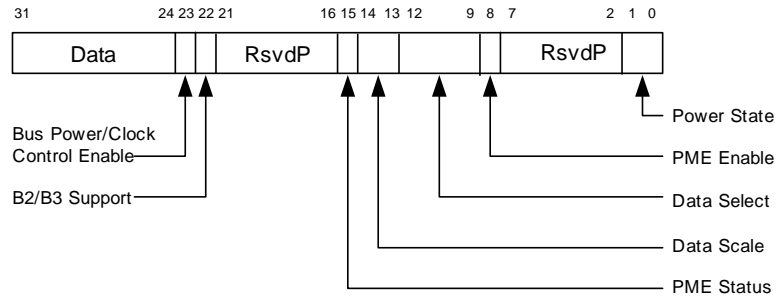 31 24 23 22 21 16 15 14 13 12 9 8 7 2 1 0
Data RsvdP RsvdP
Bus Power/Clock
Control Enable
B2/B3 Support
Power State
PME Enable
Data Select
Data Scale
PME Status